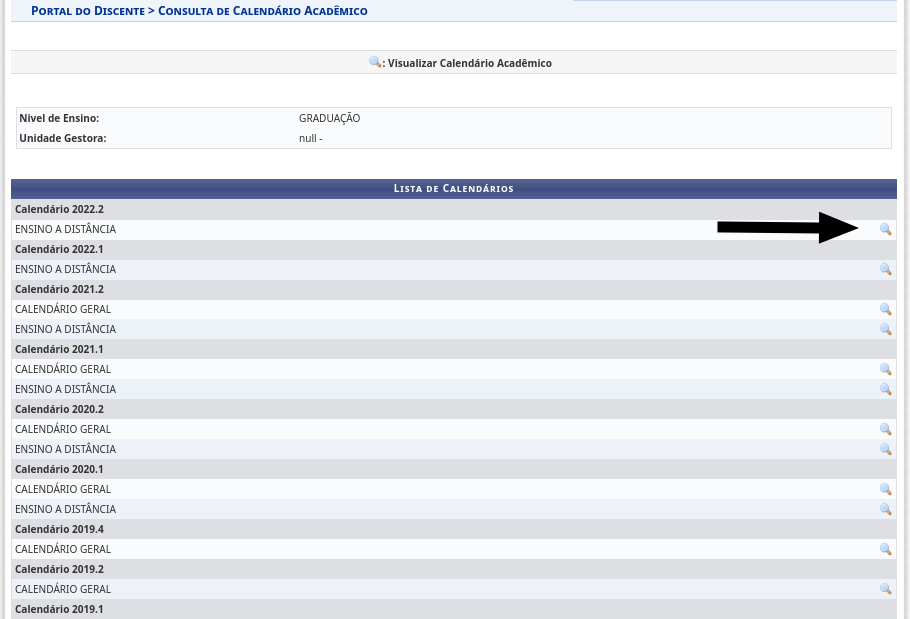 Portal do Discente > Consulta de Calendário Acadêmico
: Visualizar Calendário Acadêmico
Nivel de Ensino: GRADUAÇÃO
Unidade Gestora: null -
Lista de Calendários
Calendário 2022.2
ENSINO A DISTÂNCIA
Calendário 2022.1
ENSINO A DISTÂNCIA
Calendário 2021.2
CALENDÁRIO GERAL
ENSINO A DISTÂNCIA
Calendário 2021.1
CALENDÁRIO GERAL
ENSINO A DISTÂNCIA
Calendário 2020.2
CALENDÁRIO GERAL
ENSINO A DISTÂNCIA
Calendário 2020.1
CALENDÁRIO GERAL
ENSINO A DISTÂNCIA
Calendário 2019.4
CALENDÁRIO GERAL
Calendário 2019.2
CALENDÁRIO GERAL
Calendário 2019.1